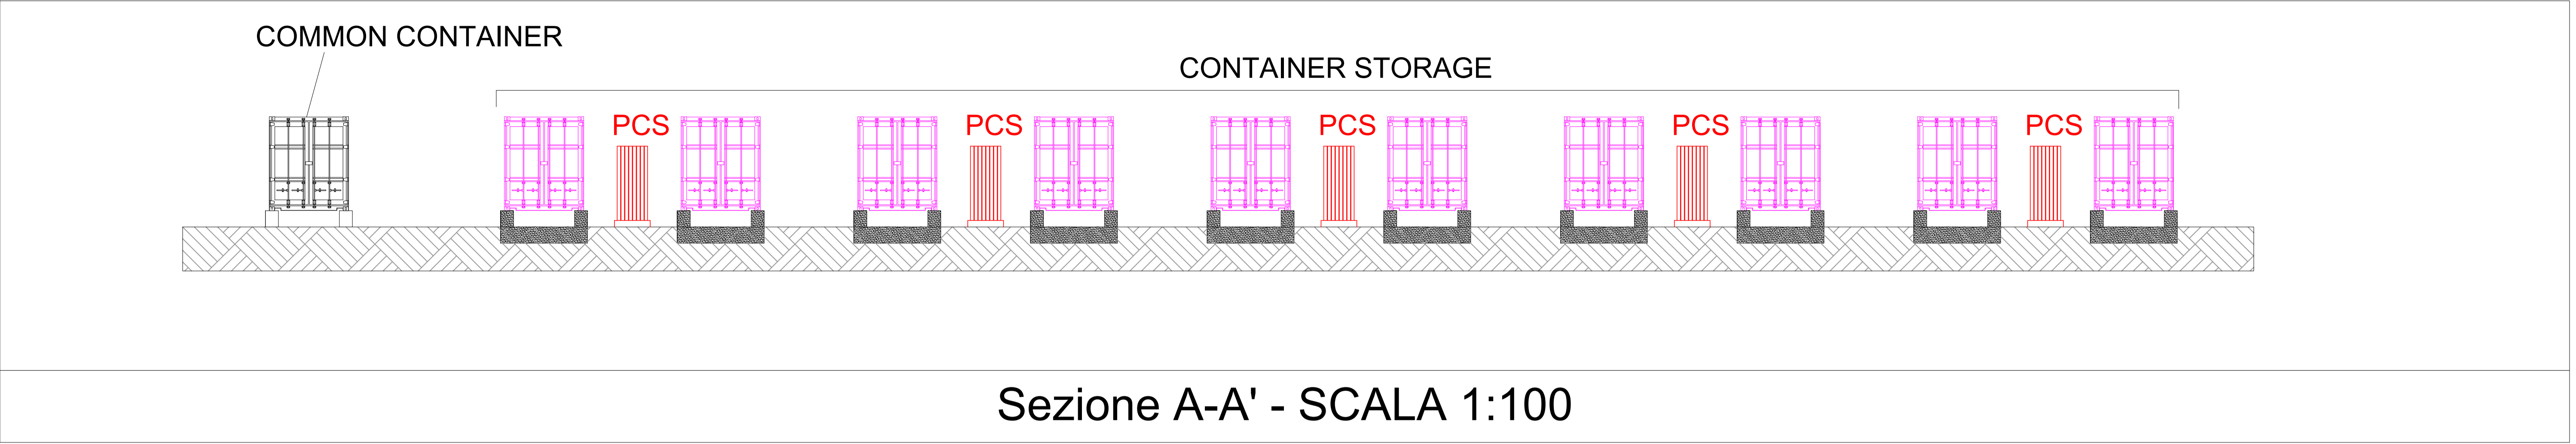 COMMON CONTAINER
CONTAINER STORAGE
PCS PCS PCS PCS PCS
Sezione A-A' - SCALA 1:100